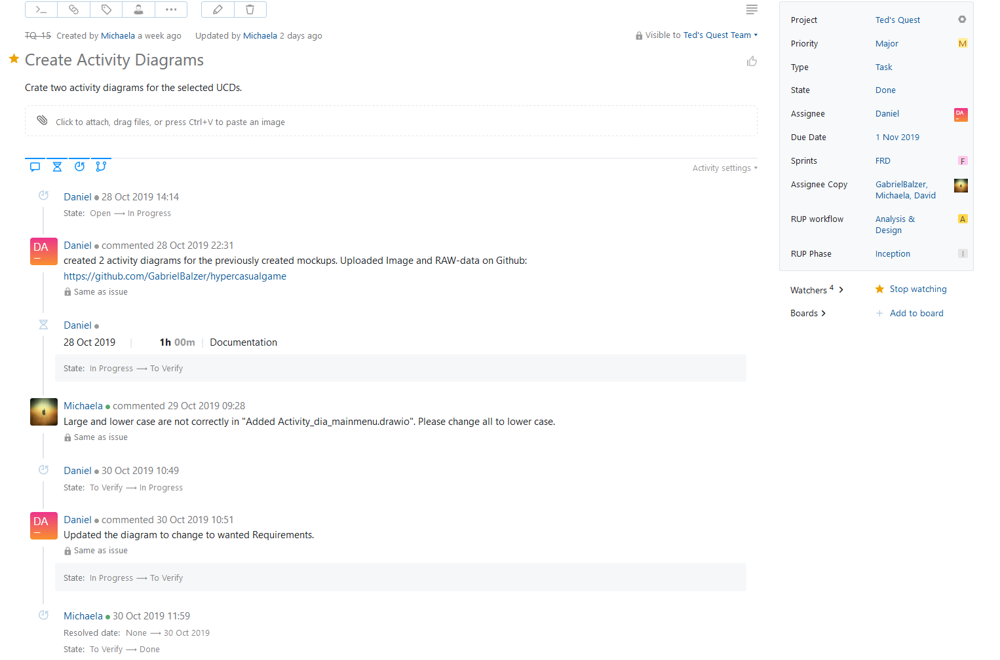 TQ-15 Created by Michaela a week ago Updated by Michaela 2 days ago Visible to Ted's Quest Team
Create Activity Diagrams
Crate two activity diagrams for the selected UCDs.
Click to attach, drag files, or press Ctrl+V to paste an image
Activity settings
Daniel 28 Oct 2019 14:14
State: Open ⟶ In Progress
DA
Daniel commented 28 Oct 2019 22:31
created 2 activity diagrams for the previously created mockups. Uploaded Image and RAW-data on Github:
https://github.com/GabrielBalzer/hypercasualgame
Same as issue
Daniel
28 Oct 2019 | 1h 00m | Documentation
State: In Progress ⟶ To Verify
Michaela commented 29 Oct 2019 09:28
Large and lower case are not correctly in "Added Activity_dia_mainmenu.drawio". Please change all to lower case.
Same as issue
Daniel 30 Oct 2019 10:49
State: To Verify ⟶ In Progress
DA
Daniel commented 30 Oct 2019 10:51
Updated the diagram to change to wanted Requirements.
Same as issue
State: In Progress ⟶ To Verify
Michaela 30 Oct 2019 11:59
Resolved date: None ⟶ 30 Oct 2019
State: To Verify ⟶ Done
Project Ted's Quest
Priority Major M
Type Task
State Done
Assignee Daniel DA
Due Date 1 Nov 2019
Sprints FRD F
Assignee Copy GabrielBalzer,
Michaela, David
RUP workflow Analysis & A
Design
RUP Phase Inception I
Watchers 4 Stop watching
Boards + Add to board